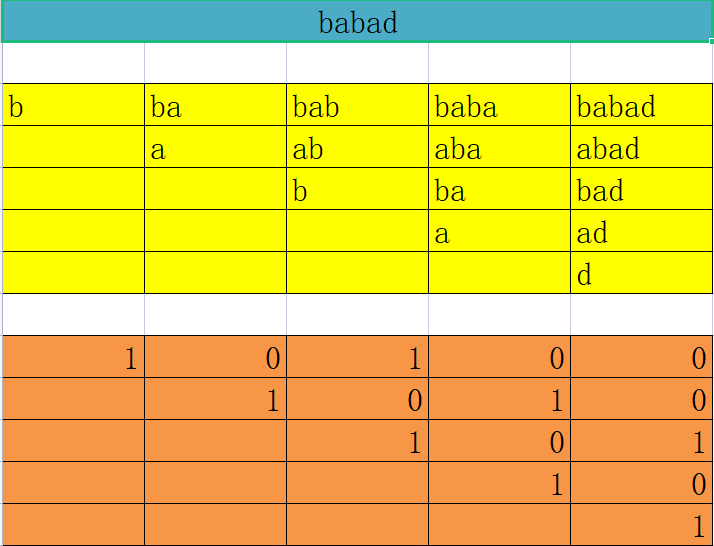 babad
b ba bab baba babad
a ab aba abad
b ba bad
a ad
d
1 0 1 0 0
1 0 1 0
1 0 1
1 0
1